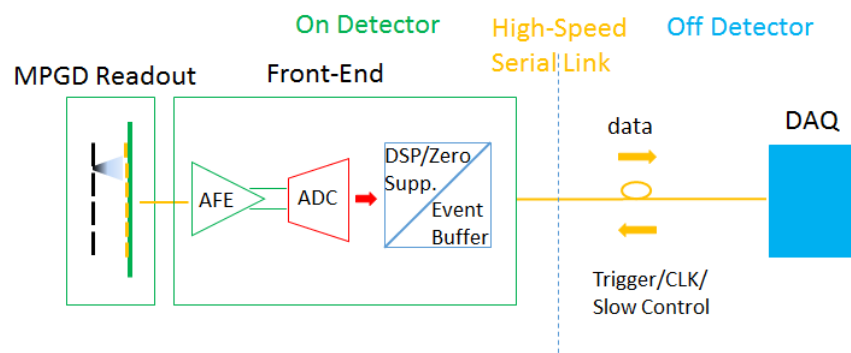 On Detector
High-Speed
Serial Link
Off Detector
MPGD Readout
Front-End
data
DAQ
AFE
ADC
DSP/Zero
Supp.
Event
Buffer
Trigger/CLK/
Slow Control